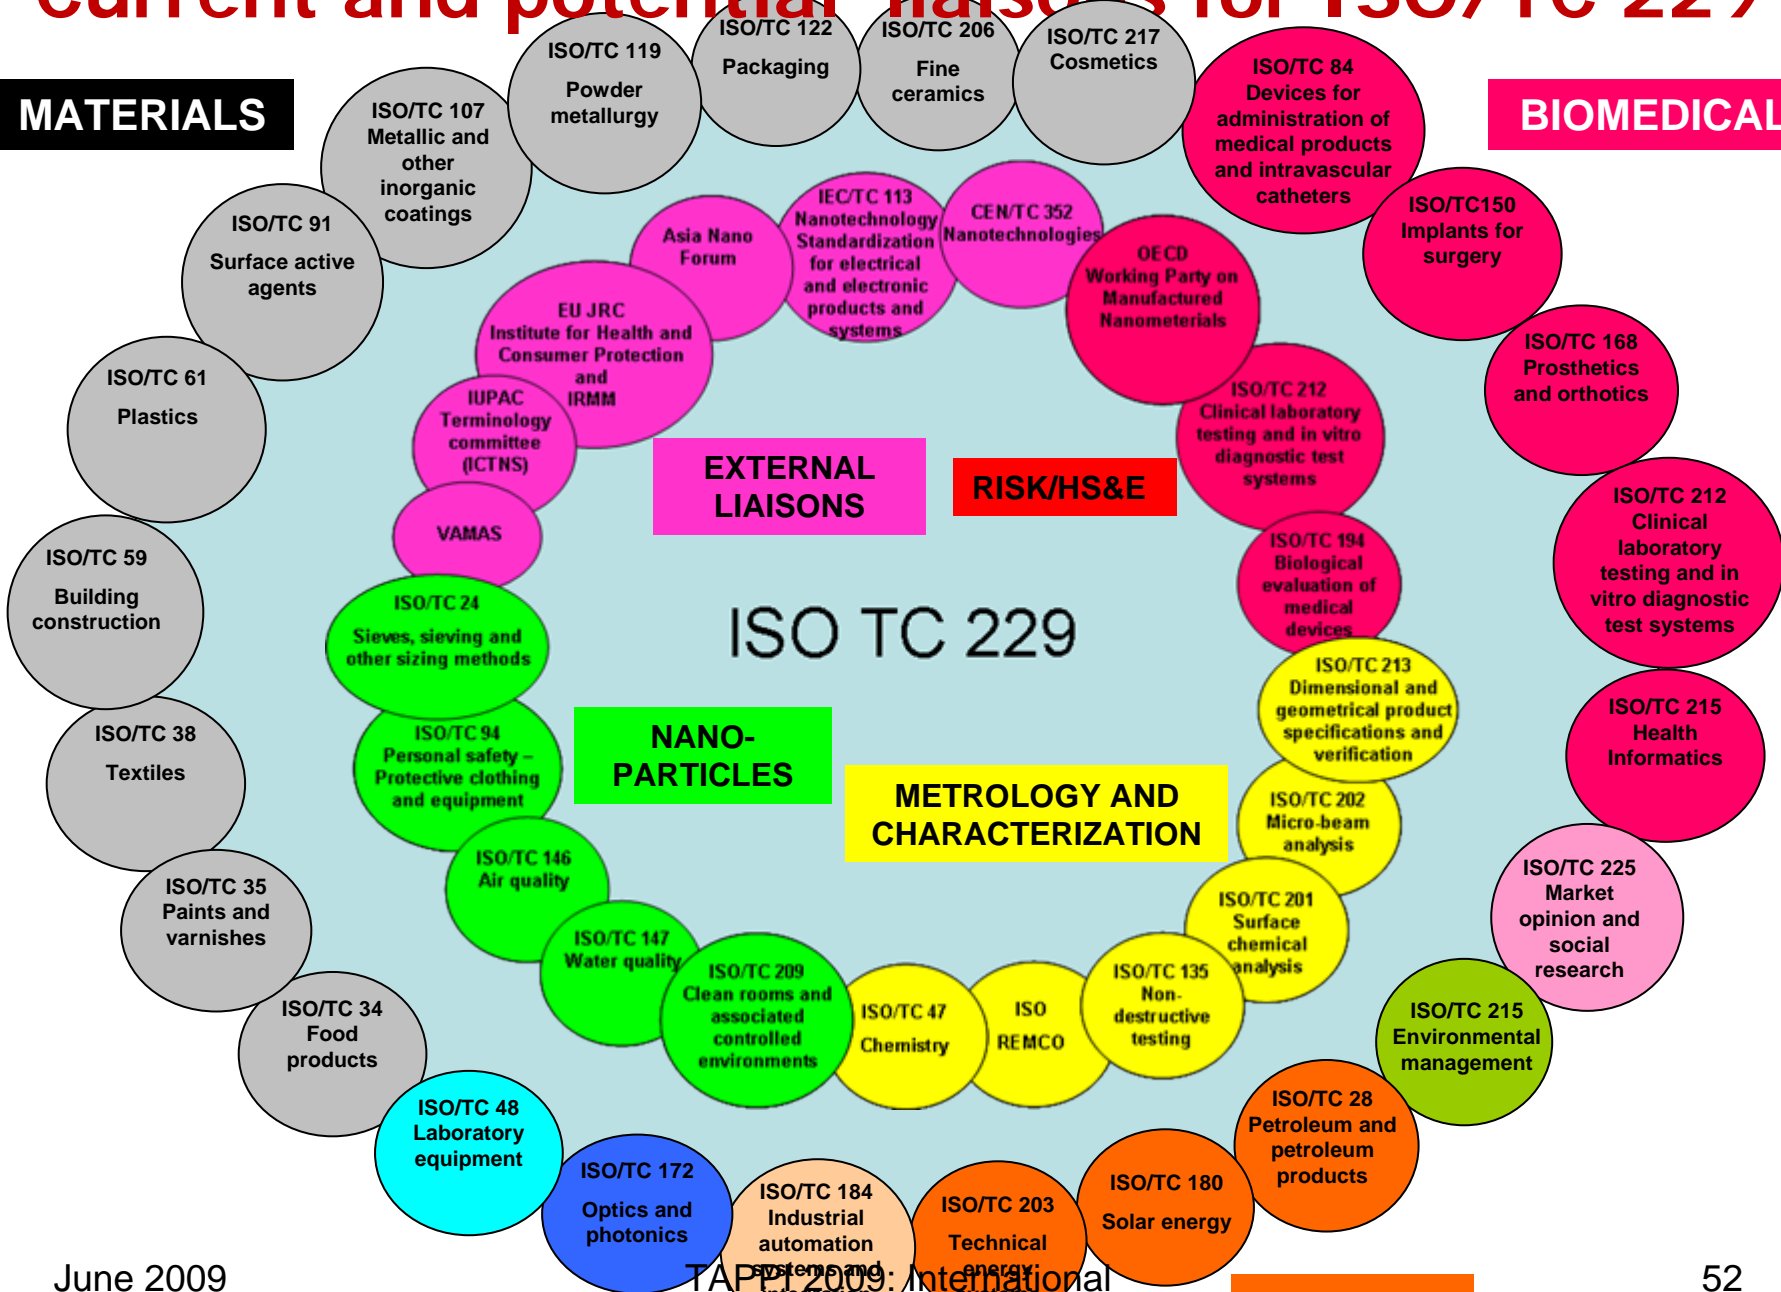 Current and potential liaisons for ISO/TC 229
MATERIALS
BIOMEDICAL
ISO/TC 119
Powder
metallurgy
ISO/TC 122
Packaging
ISO/TC 206
Fine
ceramics
ISO/TC 217
Cosmetics
ISO/TC 84
Devices for
administration of
medical products
and intravascular
catheters
ISO/TC150
Implants for
surgery
ISO/TC 168
Prosthetics
and orthotics
ISO/TC 212
Clinical
laboratory
testing and in
vitro diagnostic
test systems
ISO/TC 215
Health
Informatics
ISO/TC 225
Market
opinion and
social
research
ISO/TC 215
Environmental
management
ISO/TC 28
Petroleum and
petroleum
products
ISO/TC 180
Solar energy
ISO/TC 203
Technical
energy
ISO/TC 184
Industrial
automation
systems and
ISO/TC 172
Optics and
photonics
ISO/TC 48
Laboratory
equipment
ISO/TC 34
Food
products
ISO/TC 35
Paints and
varnishes
ISO/TC 38
Textiles
ISO/TC 59
Building
construction
ISO/TC 61
Plastics
ISO/TC 91
Surface active
agents
ISO/TC 107
Metallic and
other
inorganic
coatings
Asia Nano
Forum
IEC/TC 113
Nanotechnology
Standardization
for electrical
and electronic
products and
systems
CEN/TC 352
Nanotechnologies
OECD
Working Party on
Manufactured
Nanometerials
ISO/TC 212
Clinical laboratory
testing and in vitro
diagnostic test
systems
ISO/TC 194
Biological
evaluation of
medical
devices
ISO/TC 213
Dimensional and
geometrical product
specifications and
verification
ISO/TC 202
Micro-beam
analysis
ISO/TC 201
Surface
chemical
analysis
ISO/TC 135
Non-
destructive
testing
ISO
REMCO
ISO/TC 47
Chemistry
ISO/TC 209
Clean rooms and
associated
controlled
environments
ISO/TC 147
Water quality
ISO/TC 146
Air quality
ISO/TC 94
Personal safety –
Protective clothing
and equipment
ISO/TC 24
Sieves, sieving and
other sizing methods
VAMAS
IUPAC
Terminology
committee
(ICTNS)
EU JRC
Institute for Health and
Consumer Protection
and
IRMM
EXTERNAL
LIAISONS
RISK/HS&E
ISO TC 229
NANO-
PARTICLES
METROLOGY AND
CHARACTERIZATION
June 2009
TAPPI 2009: International
52